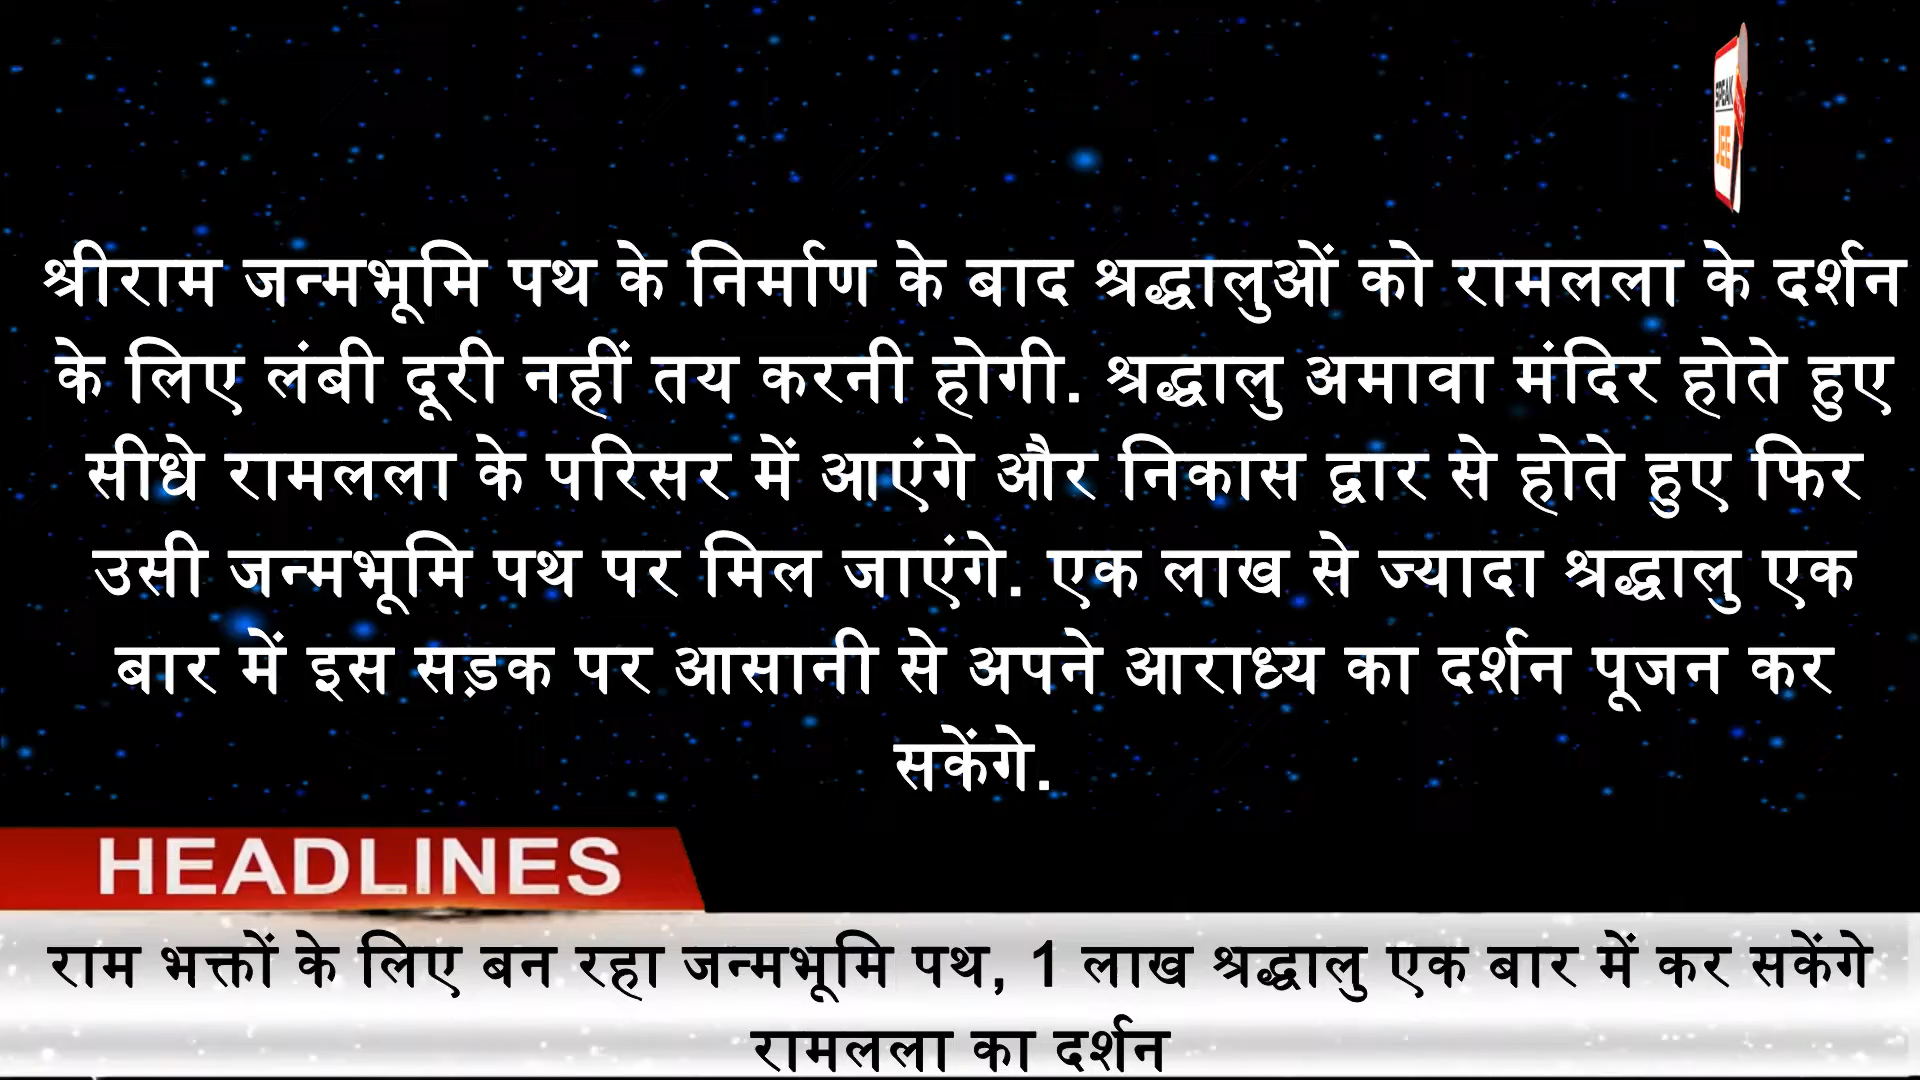 SPEAK
JEE
श्रीराम जन्मभूमि पथ के निर्माण के बाद श्रद्धालुओं को रामलला के दर्शन
के लिए लंबी दूरी नहीं तय करनी होगी. श्रद्धालु अमावा मंदिर होते हुए
सीधे रामलला के परिसर में आएंगे और निकास द्वार से होते हुए फिर
उसी जन्मभूमि पथ पर मिल जाएंगे. एक लाख से ज्यादा श्रद्धालु एक
बार में इस सड़क पर आसानी से अपने आराध्य का दर्शन पूजन कर
सकेंगे.
HEADLINES
राम भक्तों के लिए बन रहा जन्मभूमि पथ, 1 लाख श्रद्धालु एक बार में कर सकेंगे
रामलला का दर्शन